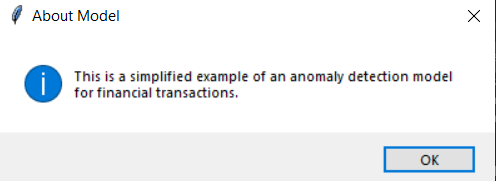 About Model
This is a simplified example of an anomaly detection model
for financial transactions.
OK